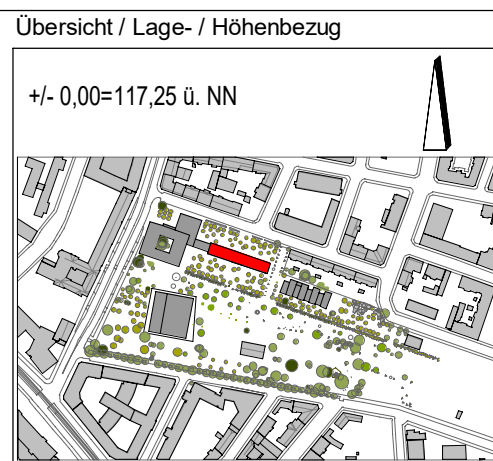 Übersicht / Lage- / Höhenbezug
+/- 0,00=117,25 ü. NN